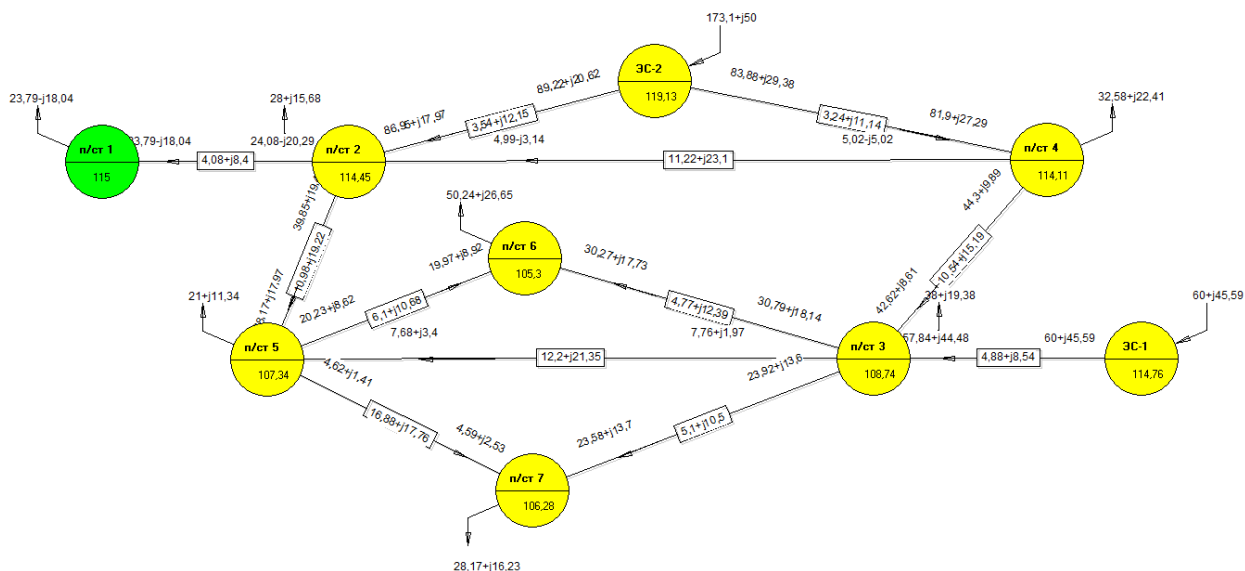 173,1+j50
ЭС-2
119,13
89,22+j20,62
83,88+j29,38
23,79-j18,04
28+j15,68
86,95+j17,97
3,54+j12,15
3,24+j11,14
81,9+j27,29
32,58+j22,41
4,99-j3,14
5,02-j5,02
п/ст 1
115
3,79-j18,04
4,08+j8,4
24,08-j20,29
п/ст 2
114,45
11,22+j23,1
п/ст 4
114,11
39,85+j19,
10,98+j19,22
8,17+j17,97
50,24+j26,65
44,3+j9,89
10,54+j15,19
42,62+j8,61
п/ст 6
105,3
19,97+j8,92
30,27+j17,73
20,23+j8,62
6,1+j10,68
4,77+j12,39
30,79+j18,14
38+j19,38
60+j45,59
21+j11,34
7,68+j3,4
7,76+j1,97
57,84+j44,48
60+j45,59
п/ст 5
107,34
12,2+j21,35
п/ст 3
108,74
4,88+j8,54
ЭС-1
114,76
4,62+j1,41
23,92+j13,6
16,88+j17,76
5,1+j10,5
4,59+j2,53
23,58+j13,7
п/ст 7
106,28
28,17+j16,23